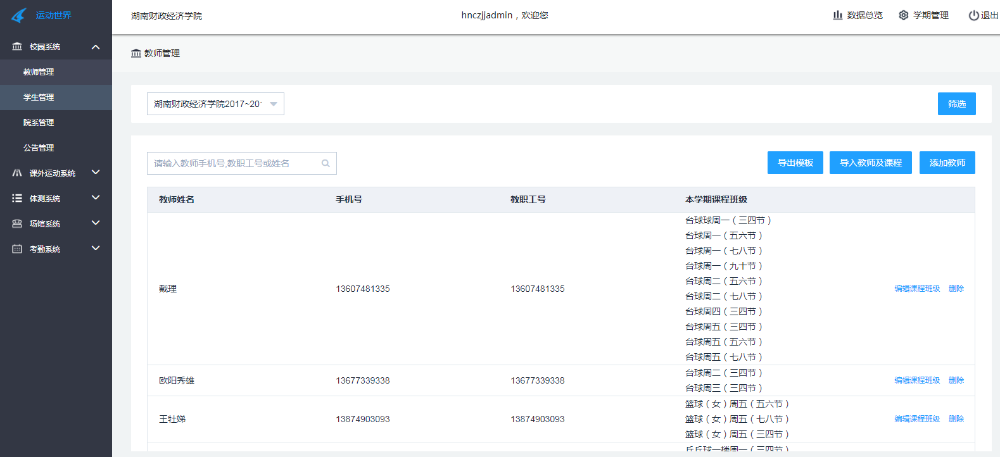 运动世界
湖南财政经济学院
hnczjjadmin，欢迎您
数据总览
学期管理
退出
校园系统
教师管理
学生管理
院系管理
公告管理
课外运动系统
体测系统
场馆系统
考勤系统
教师管理
湖南财政经济学院2017~201
筛选
请输入教师手机号,教职工号或姓名
导出模板
导入教师及课程
添加教师
教师姓名 手机号 教职工号 本学期课程班级
台球球周一（三四节）
台球周一（五六节）
台球周一（七八节）
台球周一（九十节）
台球周二（五六节）
戴理 13607481335 13607481335 编辑课程班级 删除
台球周二（七八节）
台球周四（三四节）
台球周五（三四节）
台球周五（五六节）
台球周五（七八节）
台球周二（三四节）
欧阳秀雄 13677339338 13677339338 编辑课程班级 删除
台球周三（三四节）
篮球（女）周五（五六节）
王牡娣 13874903093 13874903093 篮球（女）周五（七八节） 编辑课程班级 删除
篮球（女）周五（三四节）
乒乓球一楼周一（三四节）